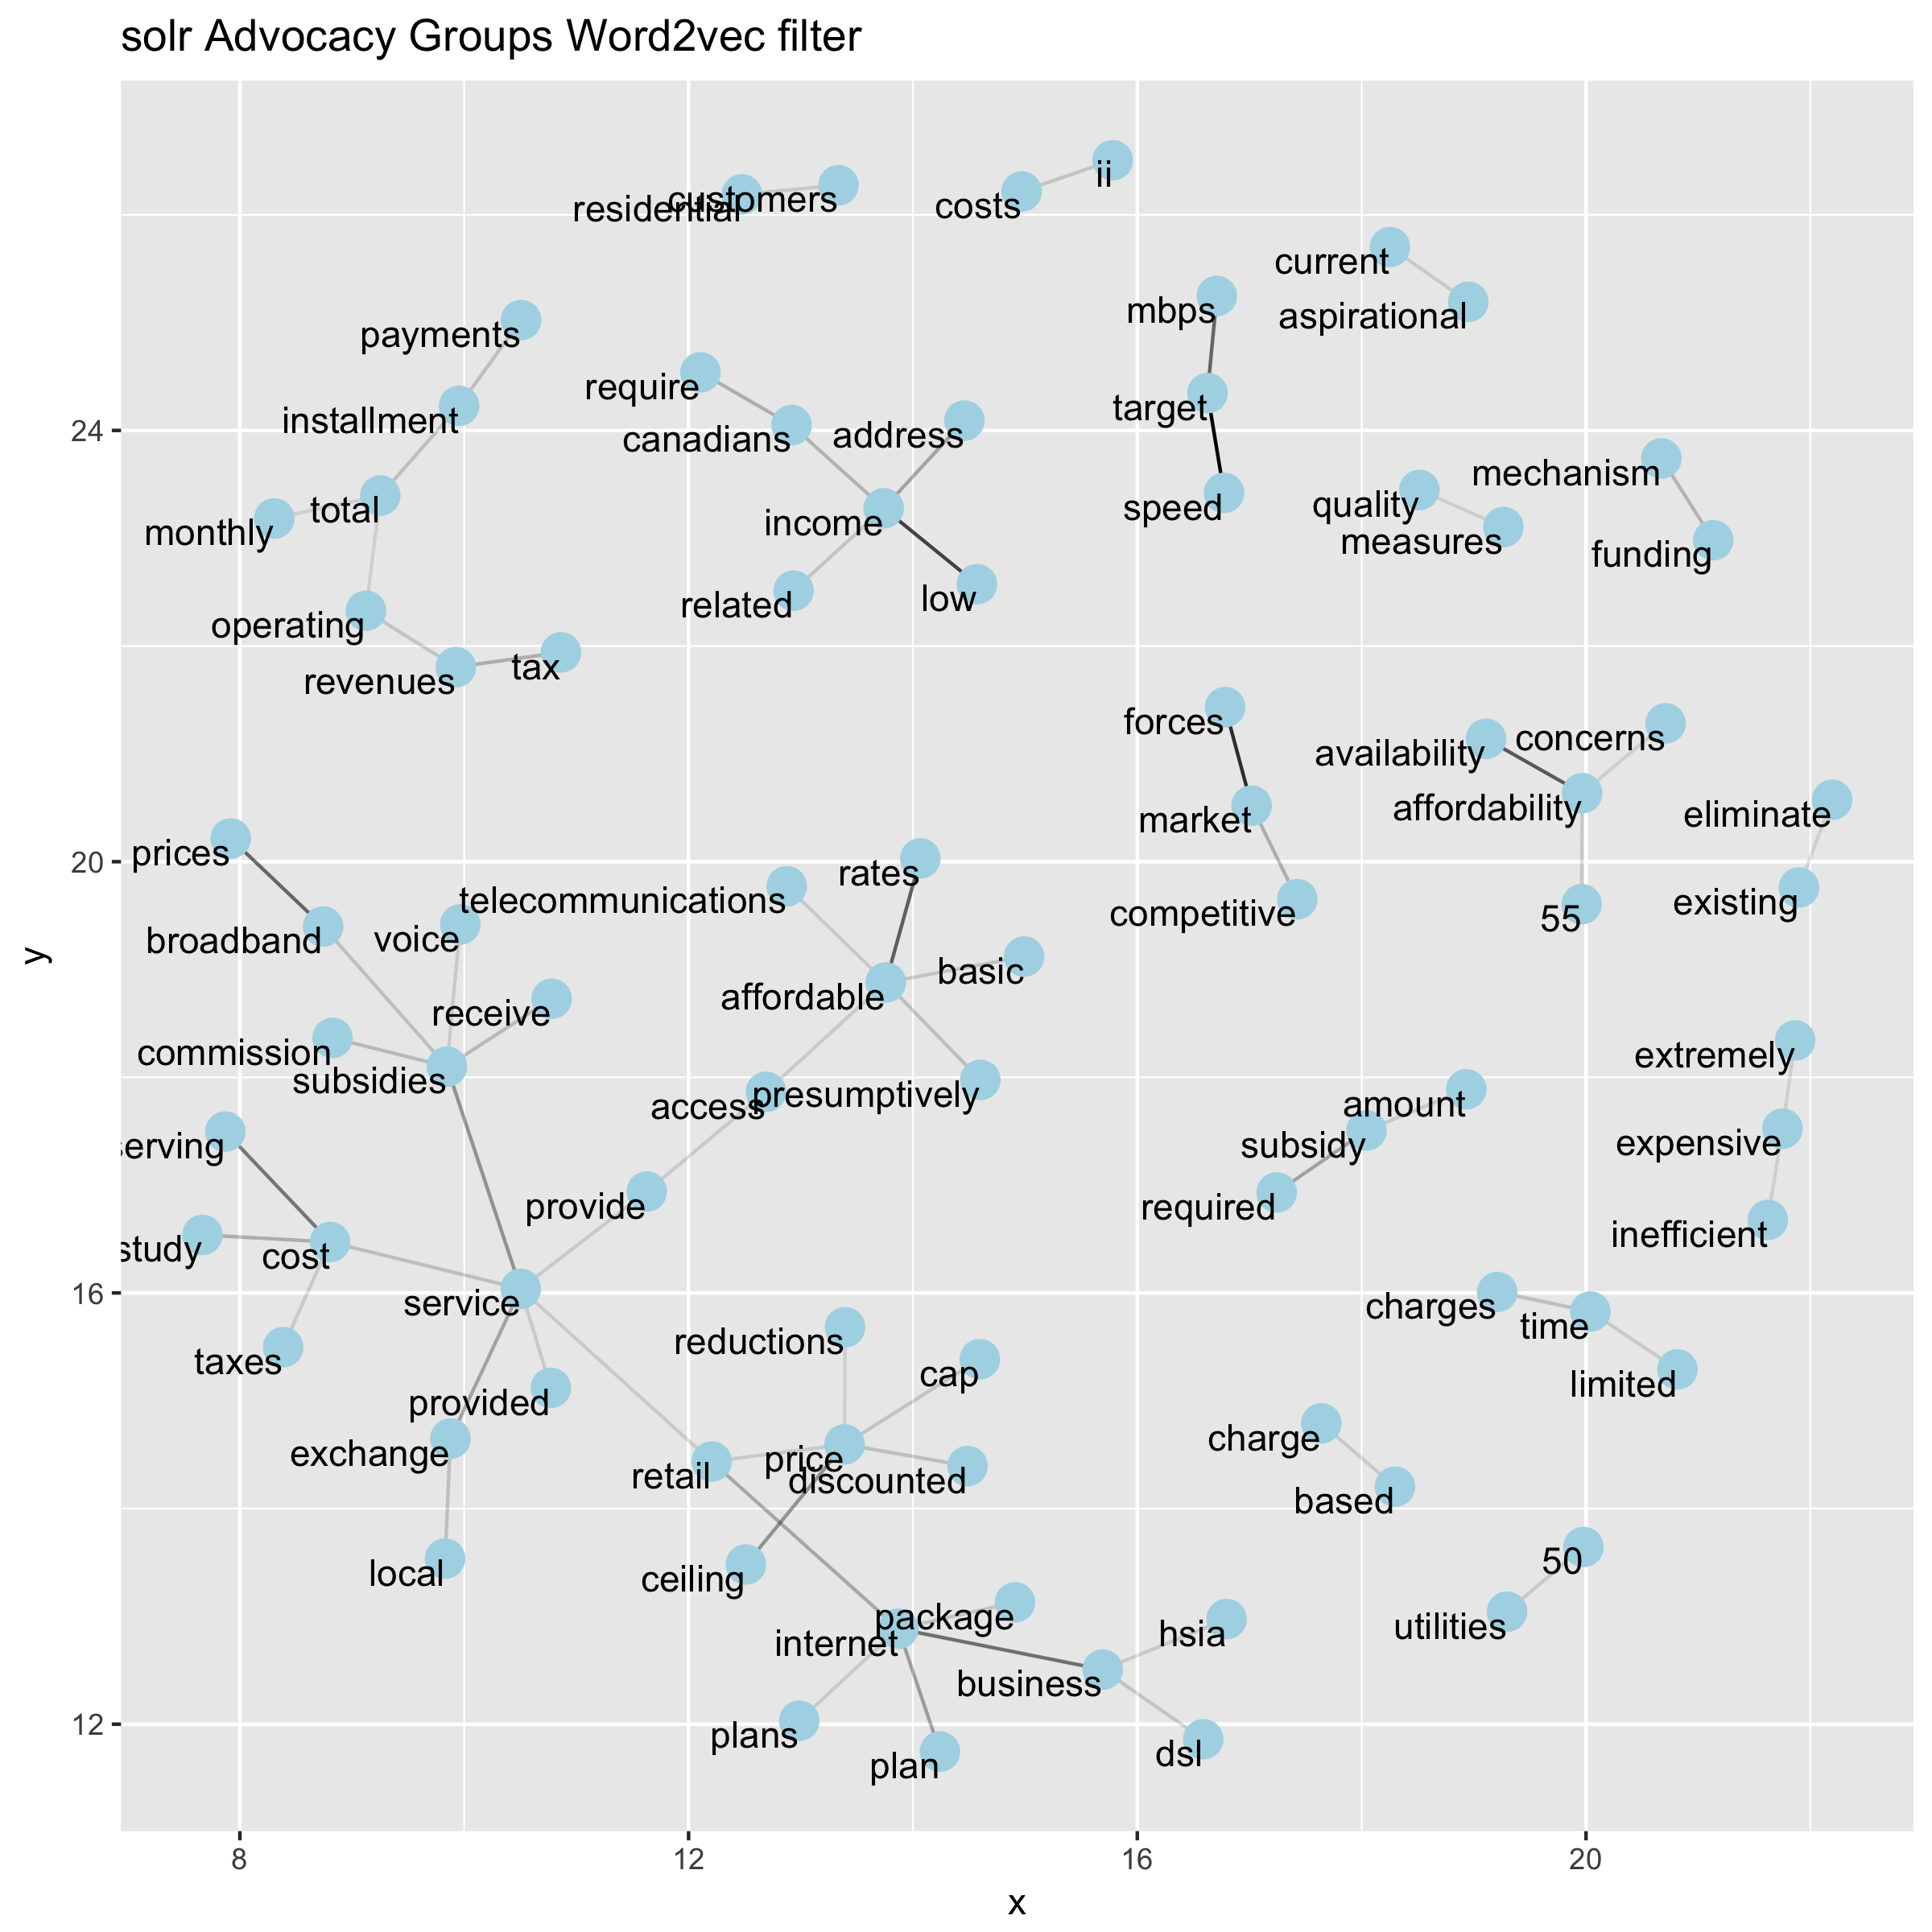 solr Advocacy Groups Word2vec filter
ii
customers
residential
costs
current
mbps
aspirational
payments
require
target
installment
24
canadians
address
mechanism
quality
speed
total
income
monthly
measures
funding
related
low
operating
tax
revenues
forces
concerns
availability
affordability
eliminate
market
prices
20
rates
telecommunications
existing
competitive
55
broadband
voice
y
basic
affordable
receive
commission
extremely
subsidies
presumptively
access
amount
expensive
serving
subsidy
provide
required
inefficient
study
cost
16
service
charges
time
reductions
taxes
cap
limited
provided
charge
exchange
price
retail
discounted
based
50
local
ceiling
package
utilities
hsia
internet
business
12
plans
dsl
plan
8
12
16
20
x